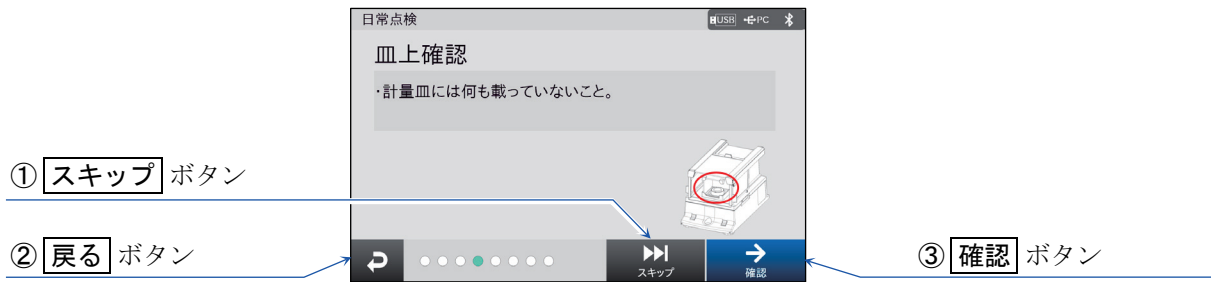 日常点検
USB PC
皿上確認
・計量皿には何も載っていないこと。
① スキップ ボタン
② 戻る ボタン
スキップ
確認
③ 確認 ボタン